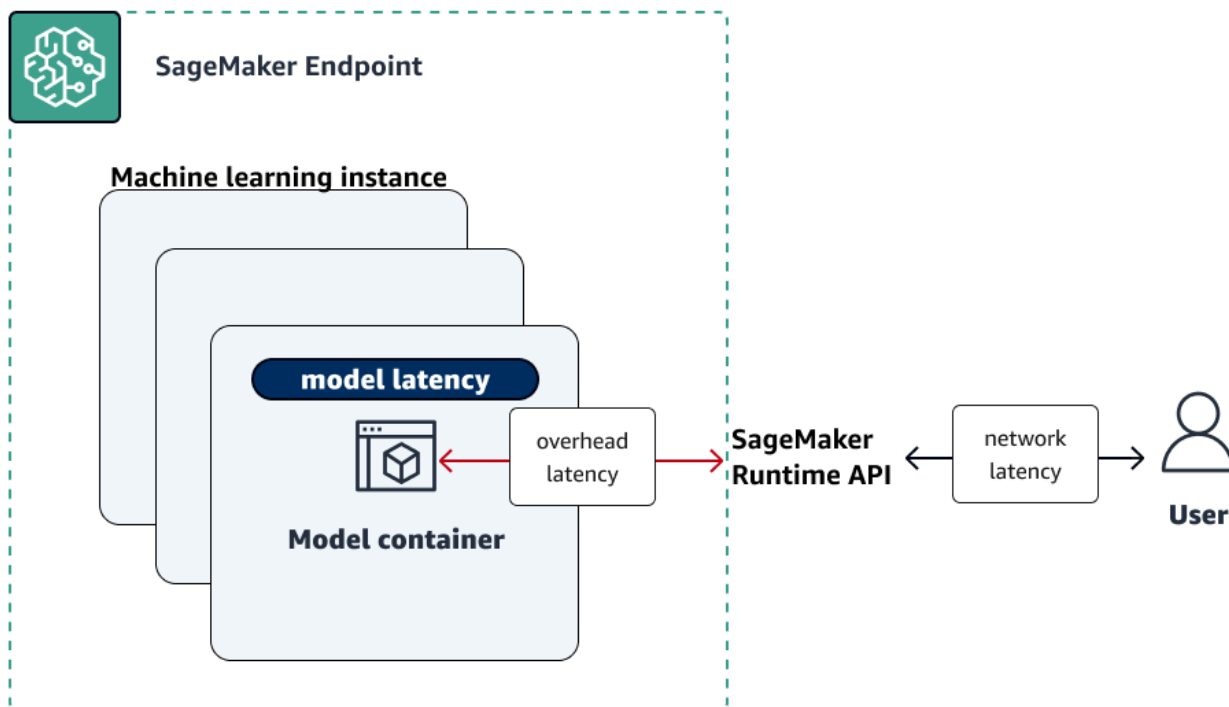 SageMaker Endpoint
Machine learning instance
model latency
overhead
latency
Model container
SageMaker
Runtime API
network
latency
User